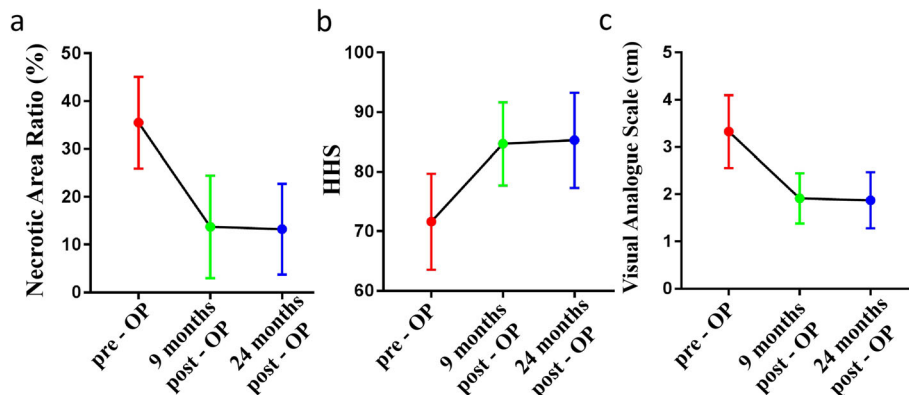 a
Necrotic Area Ratio (%)
50
40
30
20
10
0
pre - OP
9 months
post - OP
24 months
post - OP
b
HHS
100
90
80
70
60
pre - OP
9 months
post - OP
24 months
post - OP
c
Visual Analogue Scale (cm)
5
4
3
2
1
0
pre - OP
9 months
post - OP
24 months
post - OP